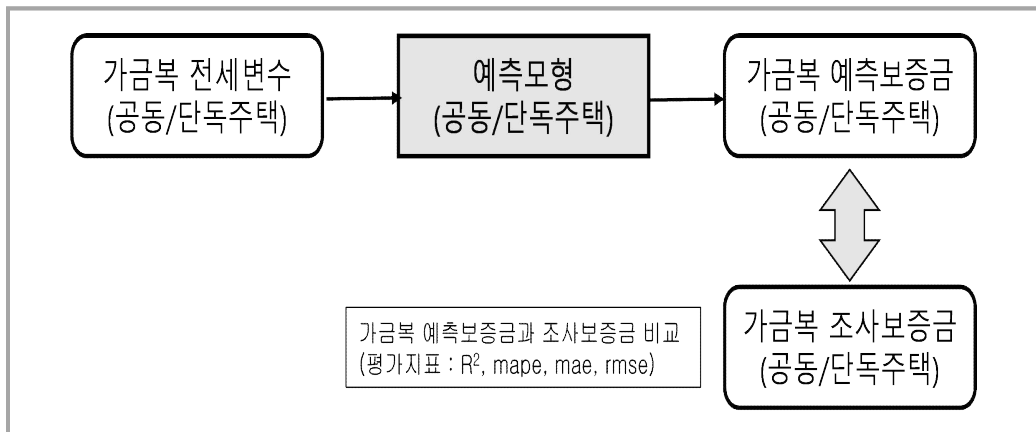 가금복 전세변수
(공동/단독주택)
예측모형
(공동/단독주택)
가금복 예측보증금
(공동/단독주택)
가금복 예측보증금과 조사보증금 비교
(평가지표 : R², mape, mae, rmse)
가금복 조사보증금
(공동/단독주택)